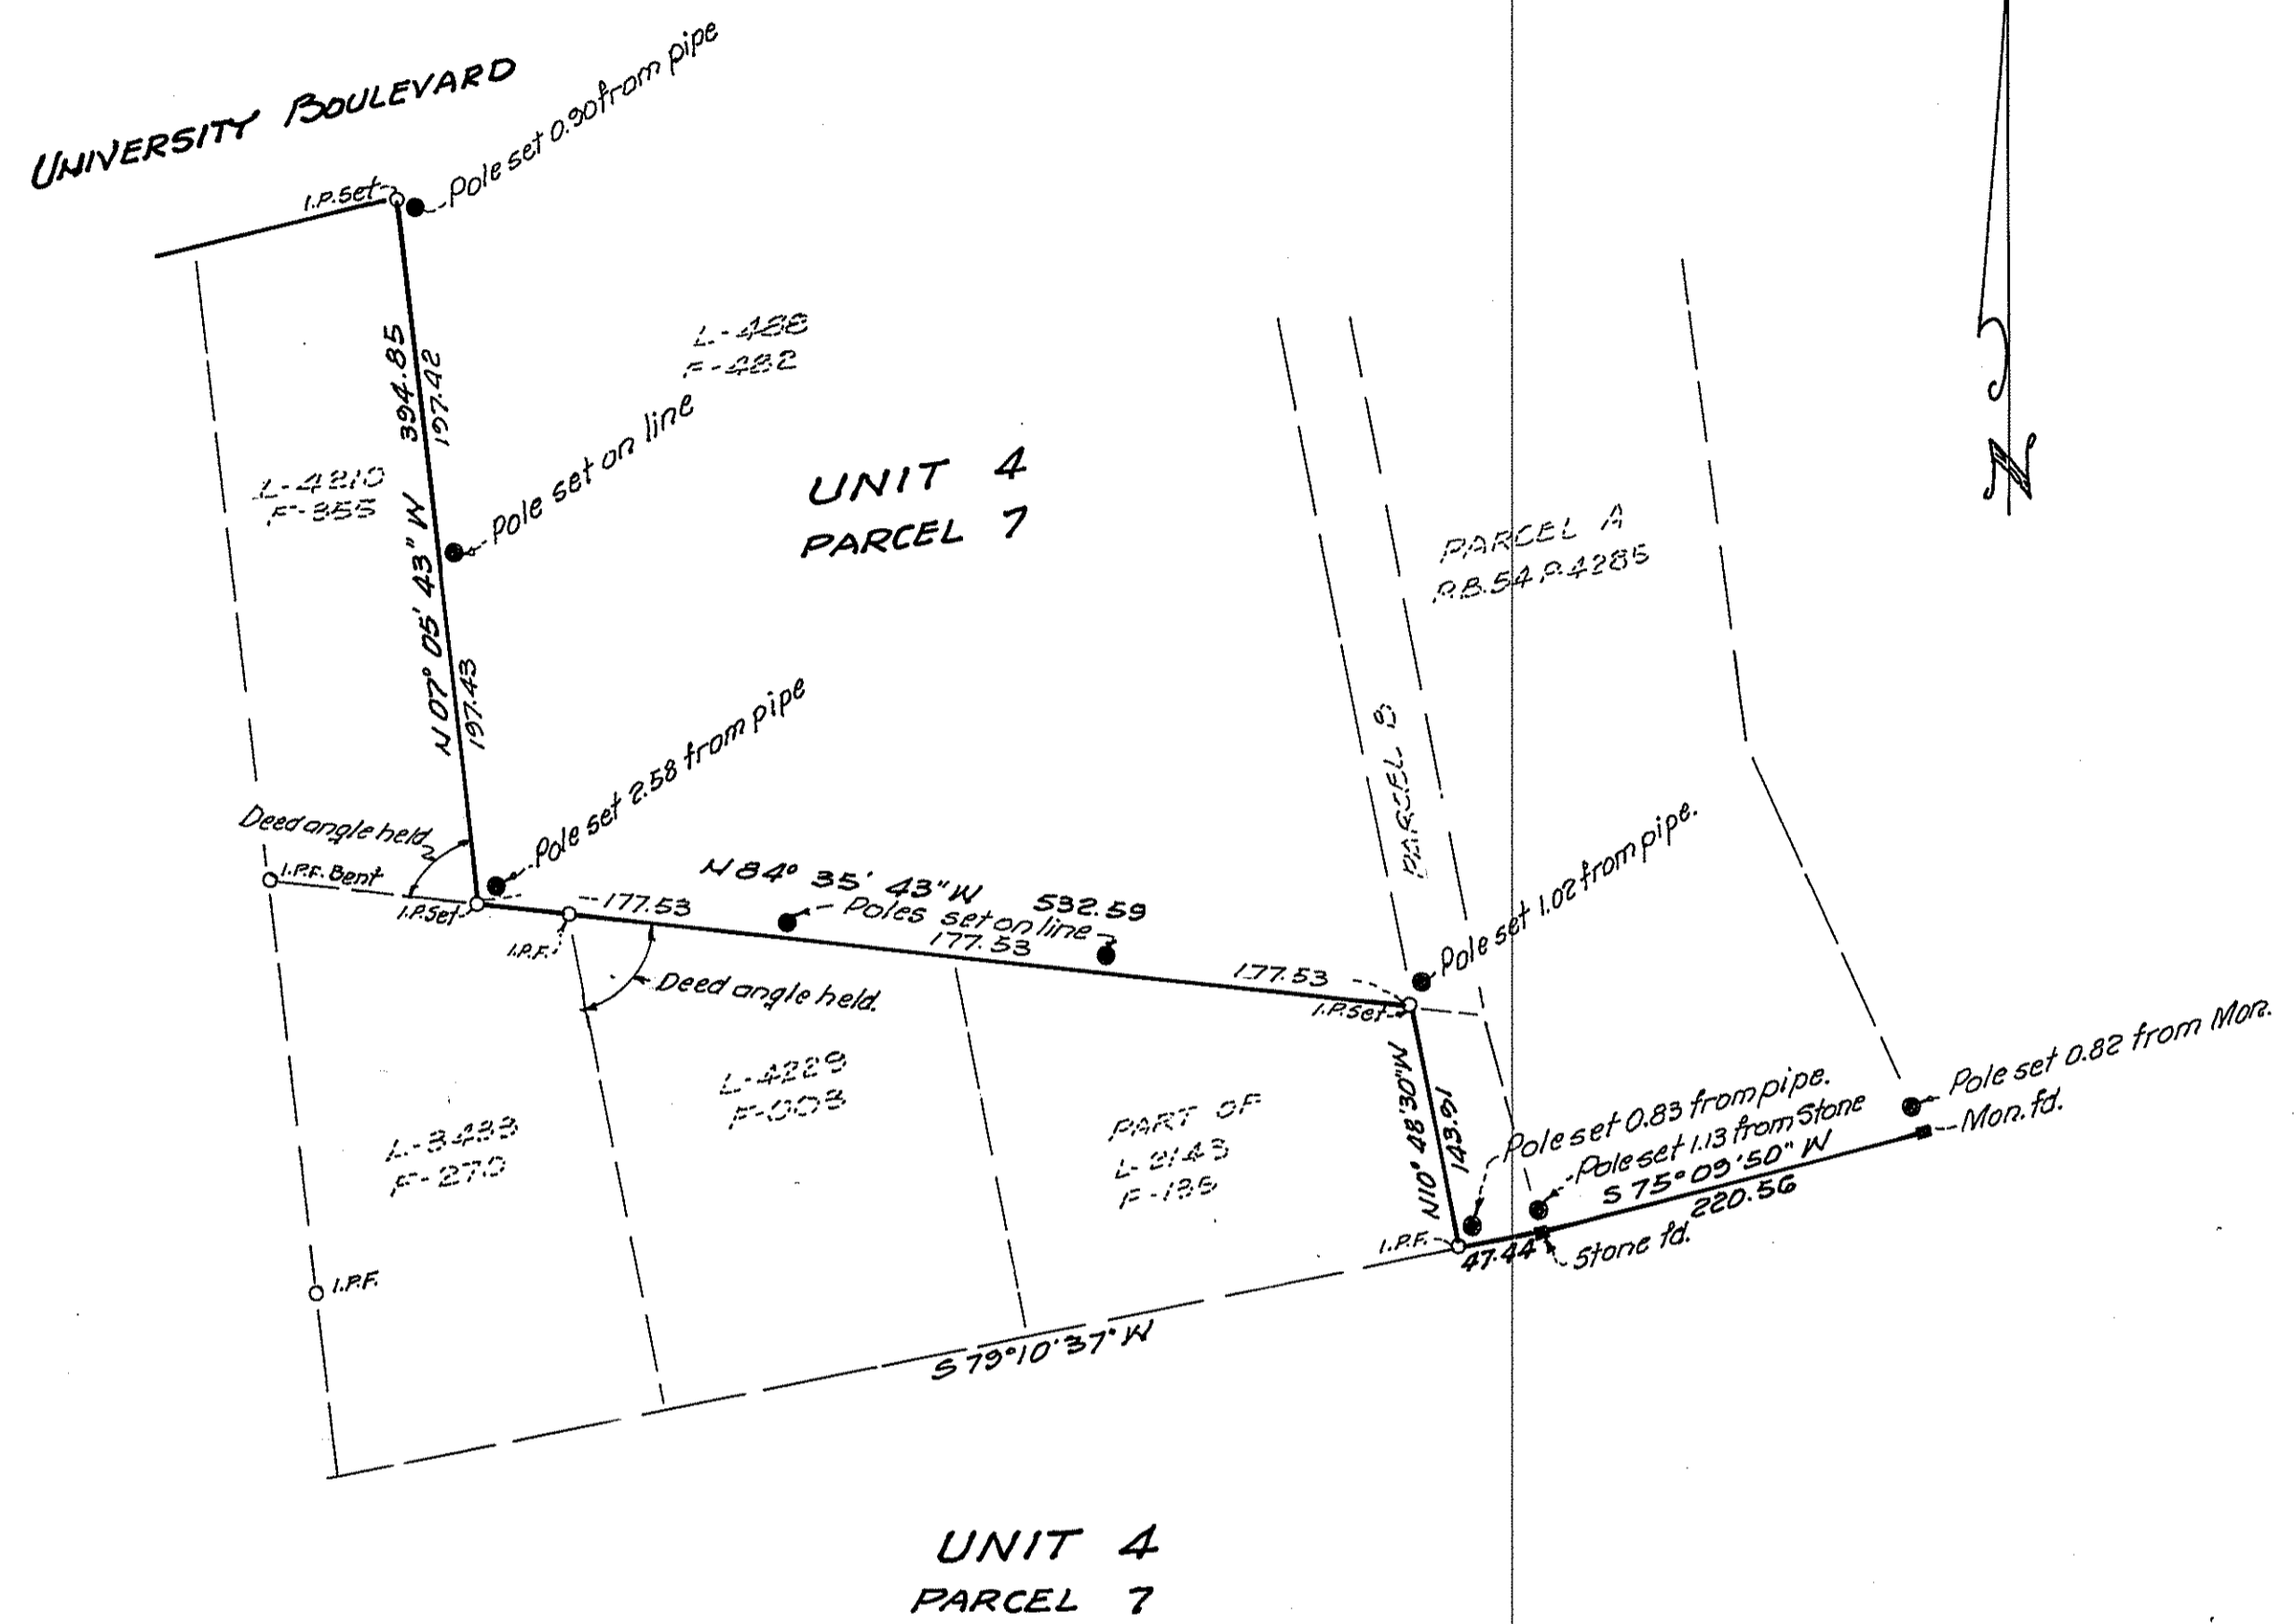 UNIVERSITY BOULEVARD
Pole set 0.90 from pipe
I.P. Set
L-488
F-482
394.85
197.42
Pole set on line
L-4210
F-355
UNIT 4
PARCEL 7
N
PARCEL A
P.B. 54 P. 4285
N 07° 05' 43" W
197.43
Pole set 2.58 from pipe
PARCEL B
Deed angle held
I.P.F. Bent
I.P. Set
N 84° 35' 43" W
532.59
177.53
Poles set on line
177.53
177.53
I.P.F.
Deed angle held.
Pole set 1.02 from pipe.
I.P. Set
N 10° 48' 30" W
143.91
Pole set 0.82 from Mon.
Mon. fd.
Pole set 0.83 from pipe.
Pole set 1.13 from Stone
S 75° 09' 50" W
220.56
L-4229
F-003
L-3433
F-270
PART OF
L-2143
F-185
I.P.F.
47.44
Stone fd.
I.P.F.
S 79° 10' 37" W
UNIT 4
PARCEL 7